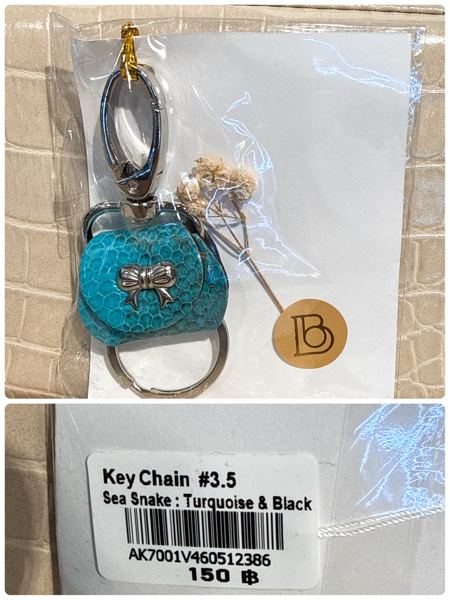 B
Key Chain #3.5
Sea Snake : Turquoise & Black
AK7001V460512386
150 ฿